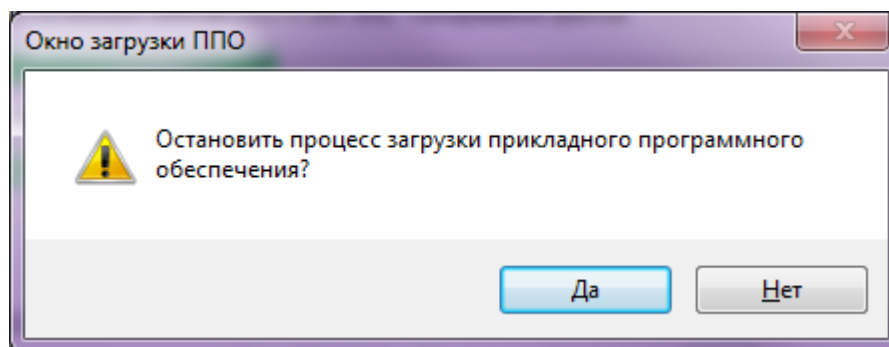 Окно загрузки ППО
Остановить процесс загрузки прикладного программного
обеспечения?
Да
Нет